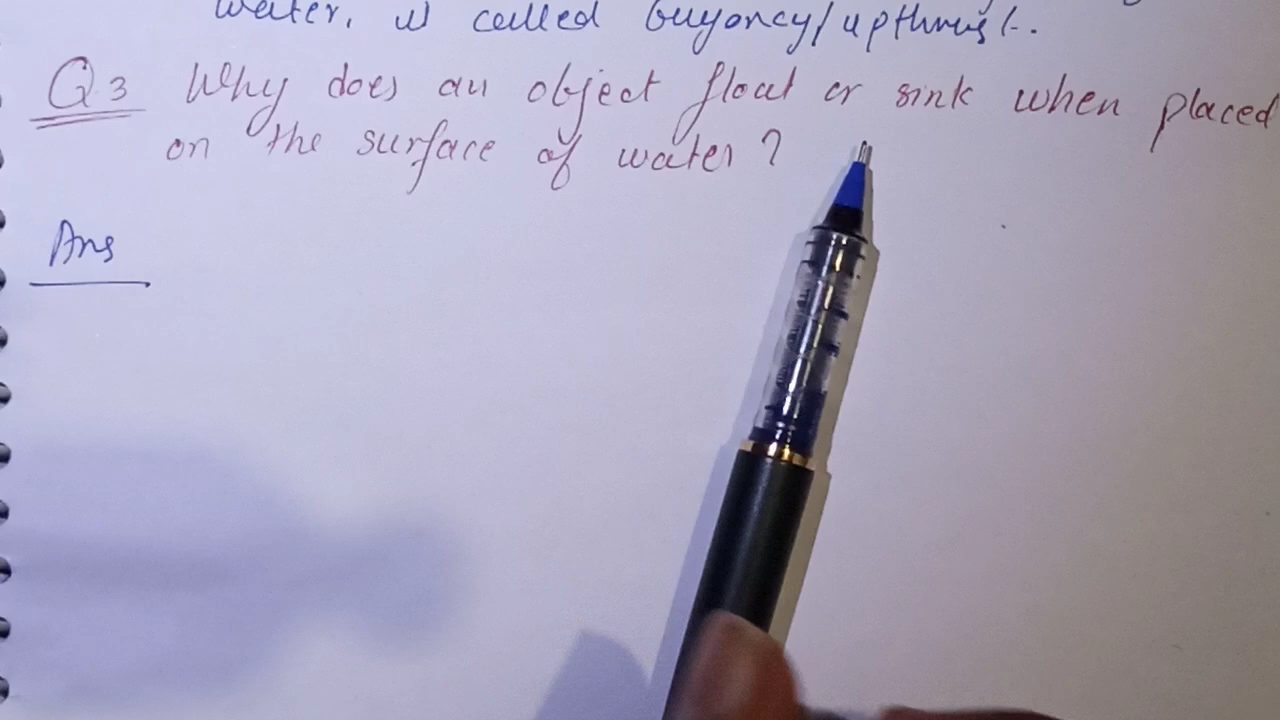 water, is called buyoncy/upthrust.
Q.3 Why does an object float or sink when placed
on the surface of water?
Ans